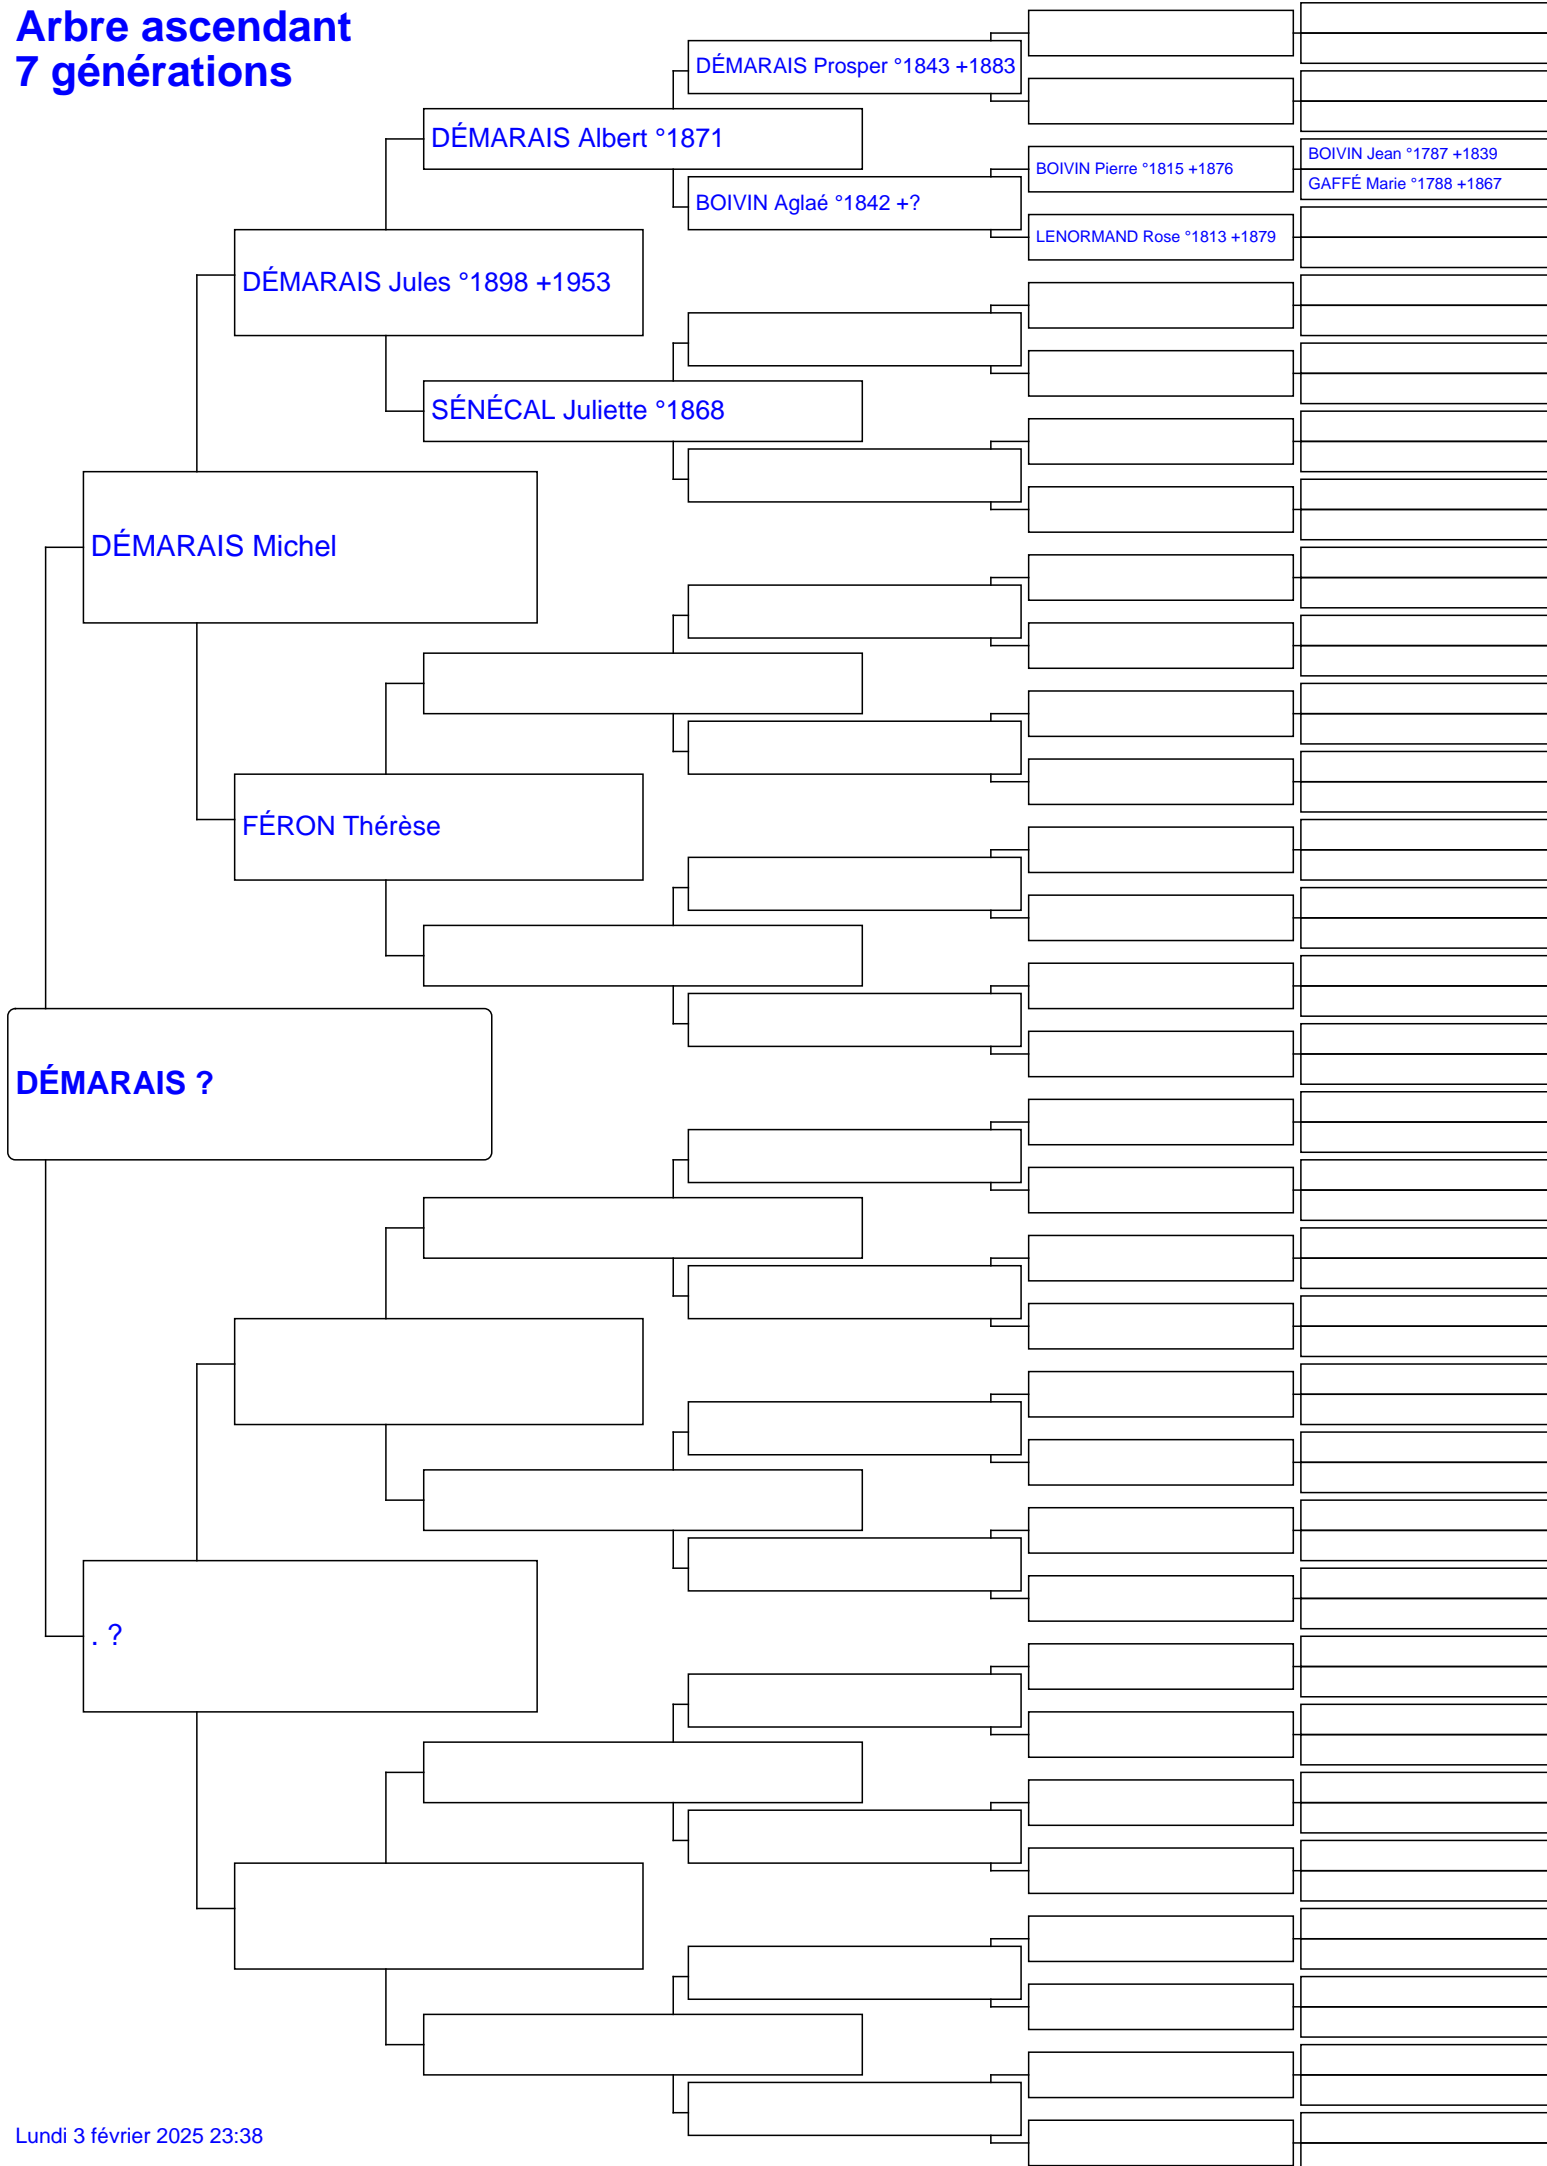 Arbre ascendant
7 générations
DÉMARAIS Prosper °1843 +1883
DÉMARAIS Albert °1871
BOIVIN Jean °1787 +1839
BOIVIN Pierre °1815 +1876
GAFFÉ Marie °1788 +1867
BOIVIN Aglaé °1842 +?
LENORMAND Rose °1813 +1879
DÉMARAIS Jules °1898 +1953
SÉNÉCAL Juliette °1868
DÉMARAIS Michel
FÉRON Thérèse
DÉMARAIS ?
. ?
Lundi 3 février 2025 23:38